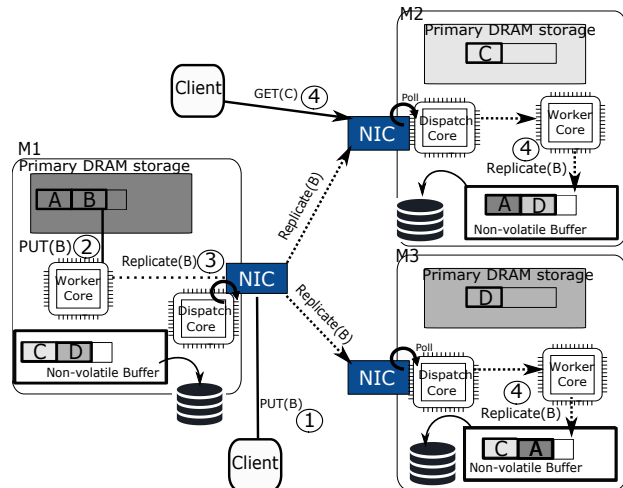 M2
Primary DRAM storage
C
Client
GET(C) 4
Poll
NIC
Dispatch
Core
Worker
Core
4
Replicate(B)
A D
Non-volatile Buffer
M1
Primary DRAM storage
A B
PUT(B) 2
Replicate(B) 3
Worker
Core
Dispatch
Core
NIC
Replicate(B)
Replicate(B)
C D
Non-volatile Buffer
PUT(B) 1
Client
M3
Primary DRAM storage
D
Poll
NIC
Dispatch
Core
Worker
Core
4
Replicate(B)
C A
Non-volatile Buffer